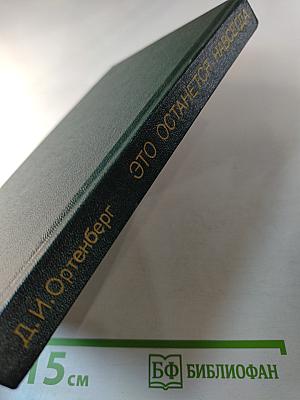 Д. И. Ортенберг ЭТО ОСТАНЕТСЯ НАВСЕГДА
15 см
БФ БИБЛИОФАН